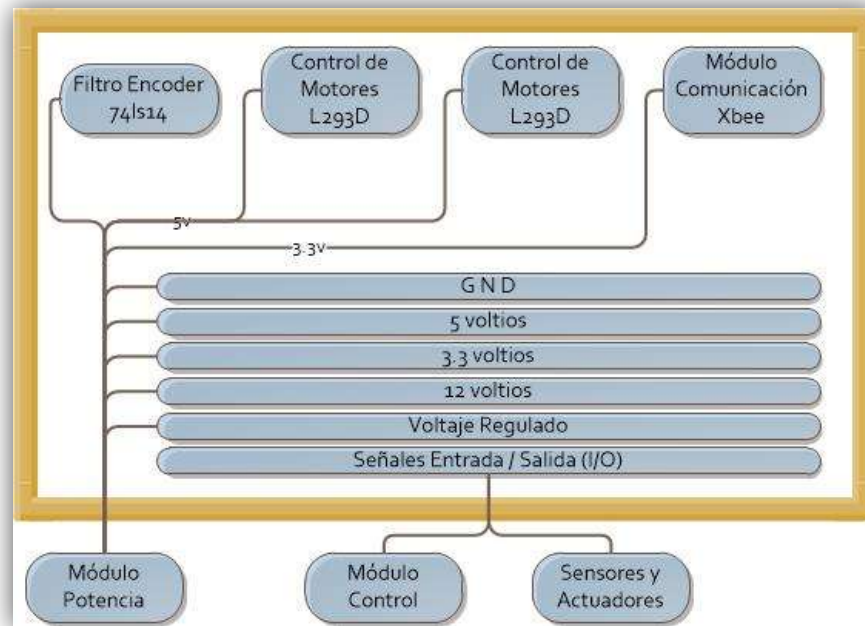 Filtro Encoder
74ls14
Control de
Motores
L293D
Control de
Motores
L293D
Módulo
Comunicación
Xbee
5v
3.3v
G N D
5 voltios
3.3 voltios
12 voltios
Voltaje Regulado
Señales Entrada / Salida (I/O)
Módulo
Potencia
Módulo
Control
Sensores y
Actuadores